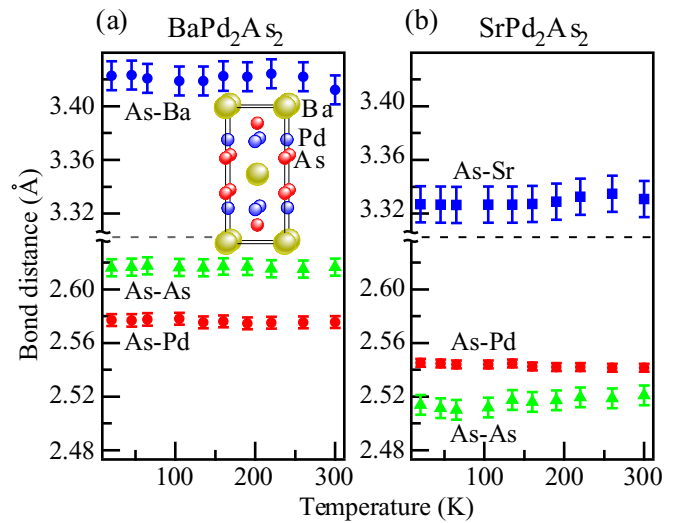 (a) BaPd₂As₂
(b) SrPd₂As₂
Bond distance (Å)
3.40
3.36
3.32
2.60
2.56
2.52
2.48
As-Ba
Ba
Pd
As
As-As
As-Pd
100
200
300
3.40
3.36
3.32
2.60
2.56
2.52
2.48
As-Sr
As-Pd
As-As
100
200
300
Temperature (K)